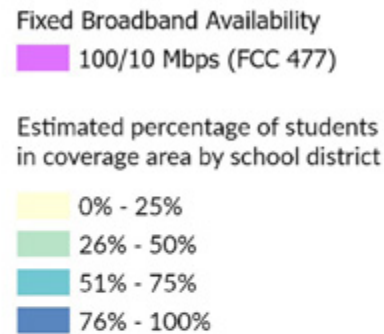 Fixed Broadband Availability
100/10 Mbps (FCC 477)
Estimated percentage of students
in coverage area by school district
0% - 25%
26% - 50%
51% - 75%
76% - 100%